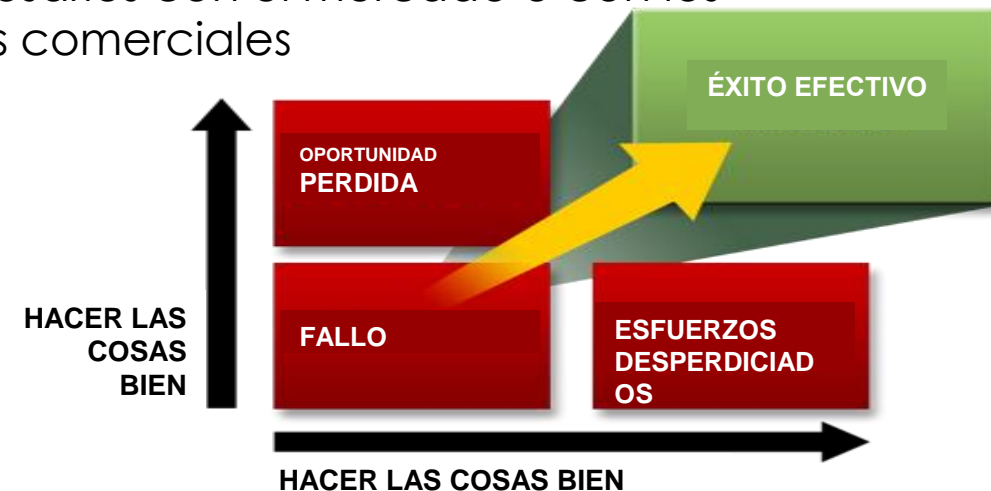 s comerciales
ÉXITO EFECTIVO
OPORTUNIDAD
PERDIDA
HACER LAS
COSAS
BIEN
FALLO
ESFUERZOS
DESPERDICIAD
OS
HACER LAS COSAS BIEN